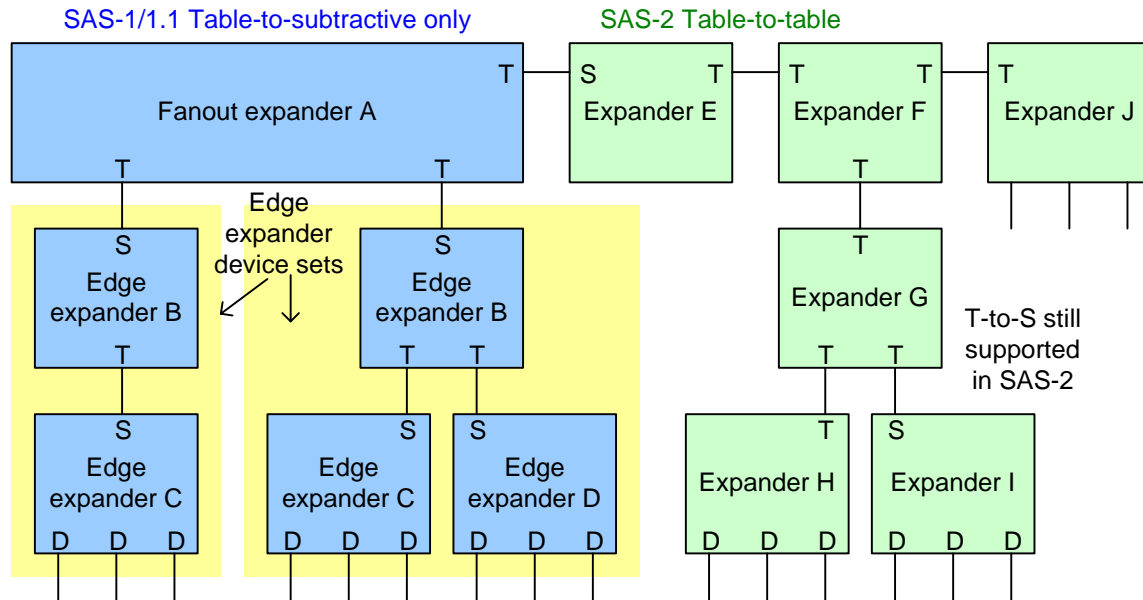 SAS-1/1.1 Table-to-subtractive only
SAS-2 Table-to-table
T
S
T
T
T
T
Fanout expander A
Expander E
Expander F
Expander J
T
T
T
Edge
expander
device sets
S
Edge
expander B
T
S
Edge
expander B
T
T
T
Expander G
T
T
T-to-S still
supported
in SAS-2
S
Edge
expander C
D
D
D
S
Edge
expander C
D
D
D
S
Edge
expander D
D
D
D
T
Expander H
D
D
D
S
Expander I
D
D
D